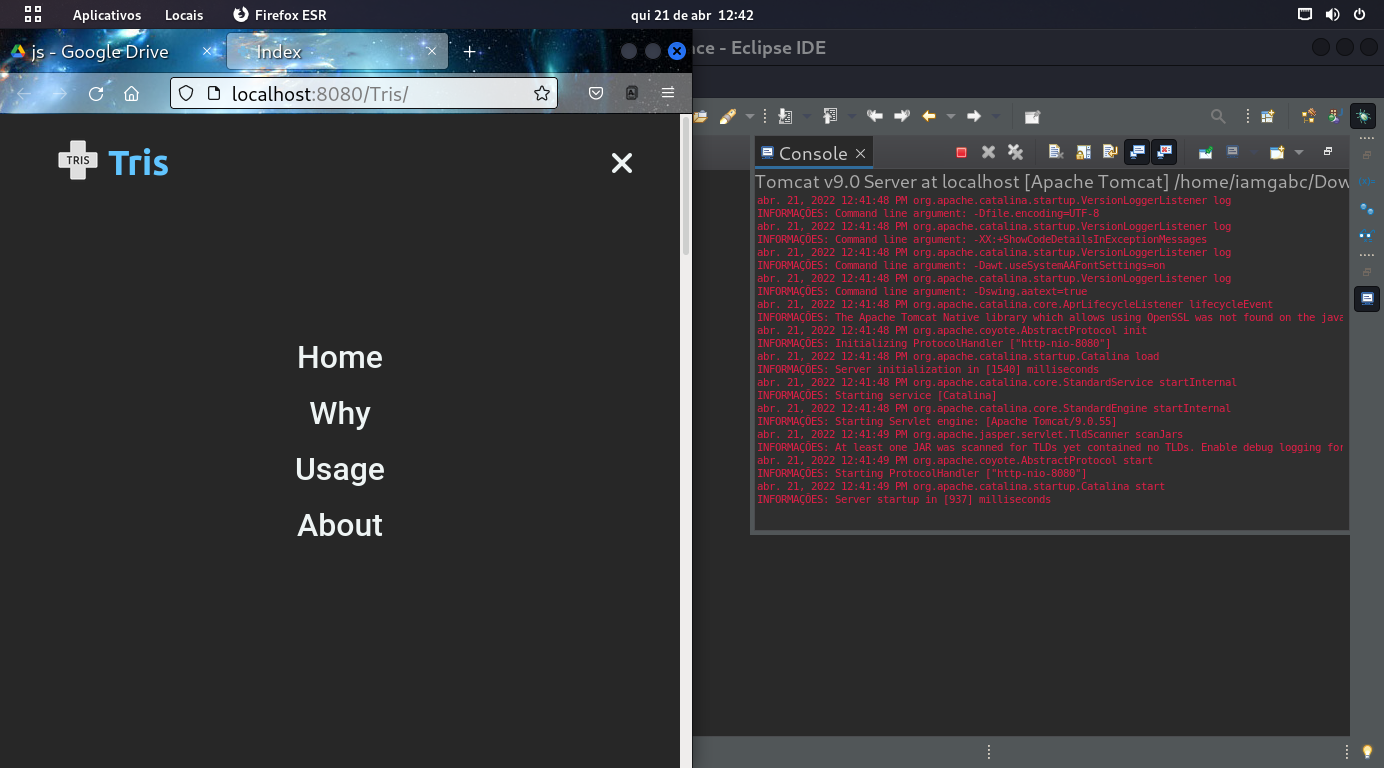 Aplicativos Locais Firefox ESR qui 21 de abr 12:42
js - Google Drive Index
ce - Eclipse IDE
localhost:8080/Tris/
TRIS Tris
Home
Why
Usage
About
Console
Tomcat v9.0 Server at localhost [Apache Tomcat] /home/iamgabc/Dow
abr. 21, 2022 12:41:48 PM org.apache.catalina.startup.VersionLoggerListener log
INFORMAÇÕES: Command line argument: -Dfile.encoding=UTF-8
abr. 21, 2022 12:41:48 PM org.apache.catalina.startup.VersionLoggerListener log
INFORMAÇÕES: Command line argument: -XX:+ShowCodeDetailsInExceptionMessages
abr. 21, 2022 12:41:48 PM org.apache.catalina.startup.VersionLoggerListener log
INFORMAÇÕES: Command line argument: -Dawt.useSystemAAFontSettings=on
abr. 21, 2022 12:41:48 PM org.apache.catalina.startup.VersionLoggerListener log
INFORMAÇÕES: Command line argument: -Dswing.aatext=true
abr. 21, 2022 12:41:48 PM org.apache.catalina.core.AprLifecycleListener lifecycleEvent
INFORMAÇÕES: The Apache Tomcat Native library which allows using OpenSSL was not found on the java
abr. 21, 2022 12:41:48 PM org.apache.coyote.AbstractProtocol init
INFORMAÇÕES: Initializing ProtocolHandler ["http-nio-8080"]
abr. 21, 2022 12:41:48 PM org.apache.catalina.startup.Catalina load
INFORMAÇÕES: Server initialization in [1540] milliseconds
abr. 21, 2022 12:41:48 PM org.apache.catalina.core.StandardService startInternal
INFORMAÇÕES: Starting service [Catalina]
abr. 21, 2022 12:41:48 PM org.apache.catalina.core.StandardEngine startInternal
INFORMAÇÕES: Starting Servlet engine: [Apache Tomcat/9.0.55]
abr. 21, 2022 12:41:49 PM org.apache.jasper.servlet.TldScanner scanJars
INFORMAÇÕES: At least one JAR was scanned for TLDs yet contained no TLDs. Enable debug logging for
abr. 21, 2022 12:41:49 PM org.apache.coyote.AbstractProtocol start
INFORMAÇÕES: Starting ProtocolHandler ["http-nio-8080"]
abr. 21, 2022 12:41:49 PM org.apache.catalina.startup.Catalina start
INFORMAÇÕES: Server startup in [937] milliseconds